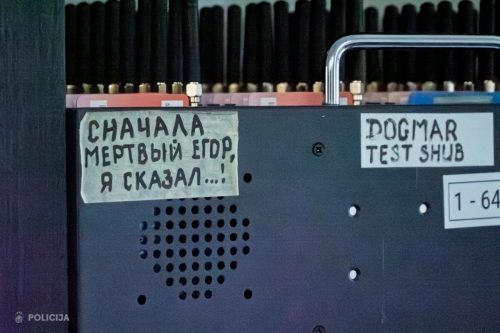 СНАЧАЛА
МЕРТВЫЙ ЕГОР,
Я СКАЗАЛ...!
DOGMAR
TEST SHUB
1 - 64
POLICIJA